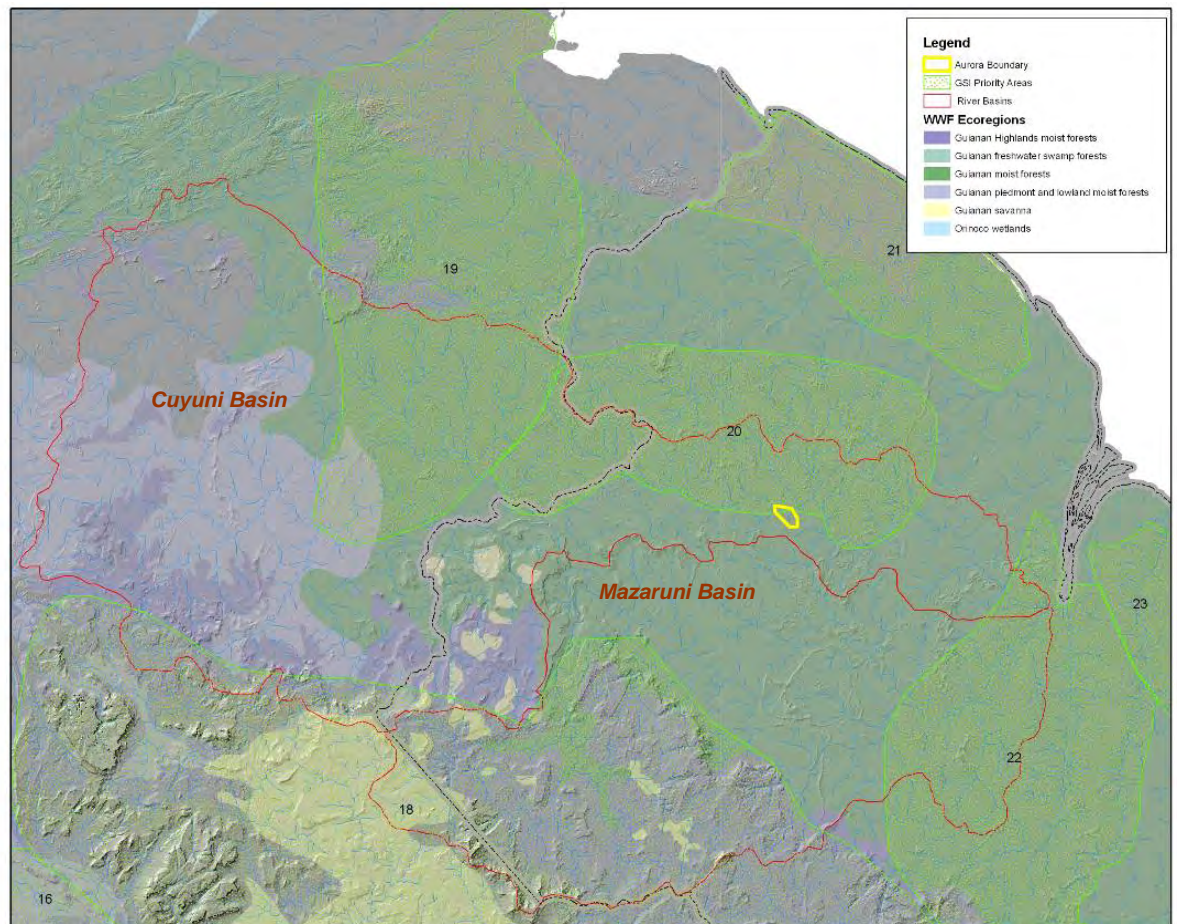 Legend
Aurora Boundary
GSI Priority Areas
River Basins
WWF Ecoregions
Guianan Highlands moist forests
Guianan freshwater swamp forests
Guianan moist forests
Guianan piedmont and lowland moist forests
Guianan savanna
Orinoco wetlands
21
19
Cuyuni Basin
20
Mazaruni Basin
23
22
18
16